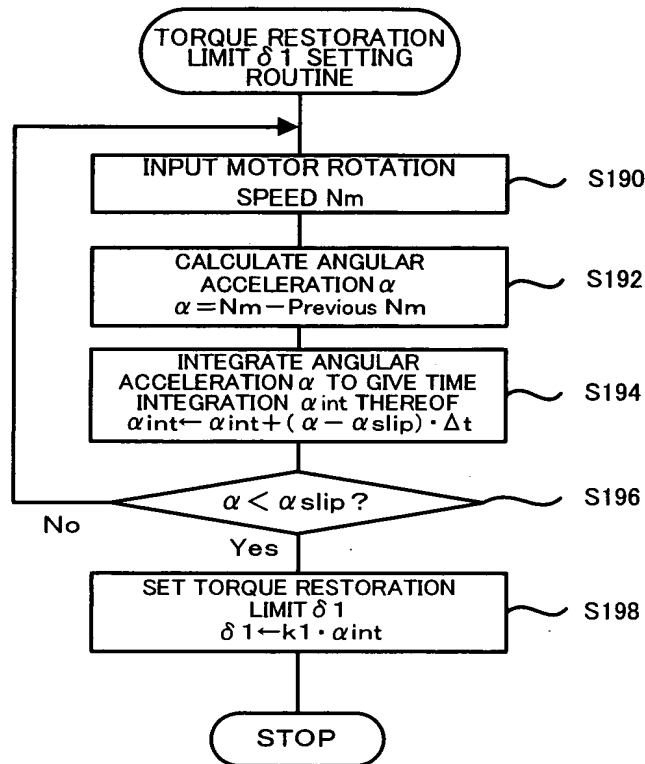 TORQUE RESTORATION
LIMIT δ1 SETTING
ROUTINE
INPUT MOTOR ROTATION
SPEED Nm
S190
CALCULATE ANGULAR
ACCELERATION α
α=Nm－Previous Nm
S192
INTEGRATE ANGULAR
ACCELERATION α TO GIVE TIME
INTEGRATION αint THEREOF
αint← αint+(α－αslip)・Δt
S194
α<αslip?
S196
No
Yes
SET TORQUE RESTORATION
LIMIT δ1
δ1←k1・αint
S198
STOP